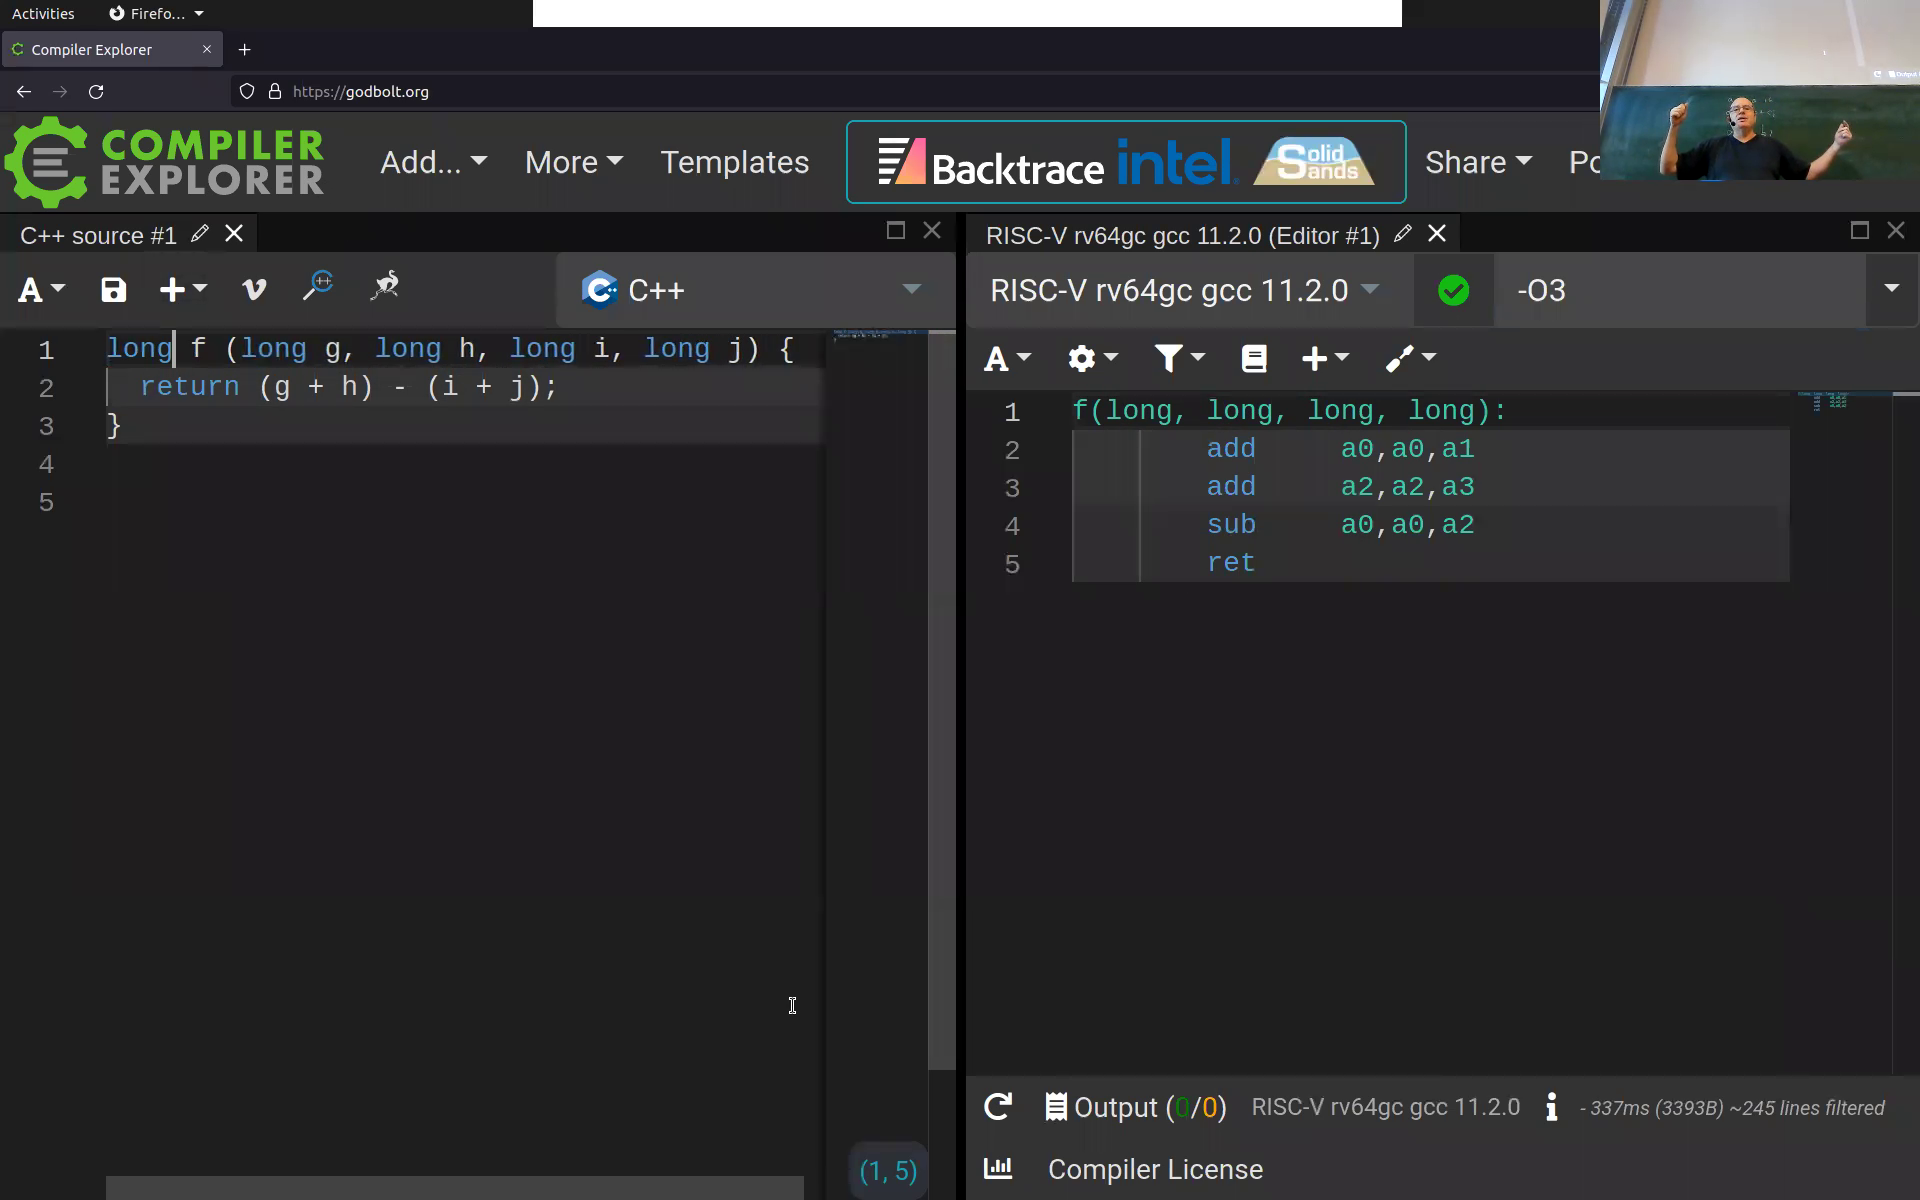 Activities Firefo...
Compiler Explorer
https://godbolt.org
COMPILER
EXPLORER
Add... More Templates Backtrace intel Solid Sands Share Po
C++ source #1
RISC-V rv64gc gcc 11.2.0 (Editor #1)
A C++
RISC-V rv64gc gcc 11.2.0 -O3
1 long f (long g, long h, long i, long j) {
2 return (g + h) - (i + j);
3 }
4
5
(1, 5)
A
1 f(long, long, long, long):
2 add a0,a0,a1
3 add a2,a2,a3
4 sub a0,a0,a2
5 ret
Output (0/0) RISC-V rv64gc gcc 11.2.0 i - 337ms (3393B) ~245 lines filtered
Compiler License